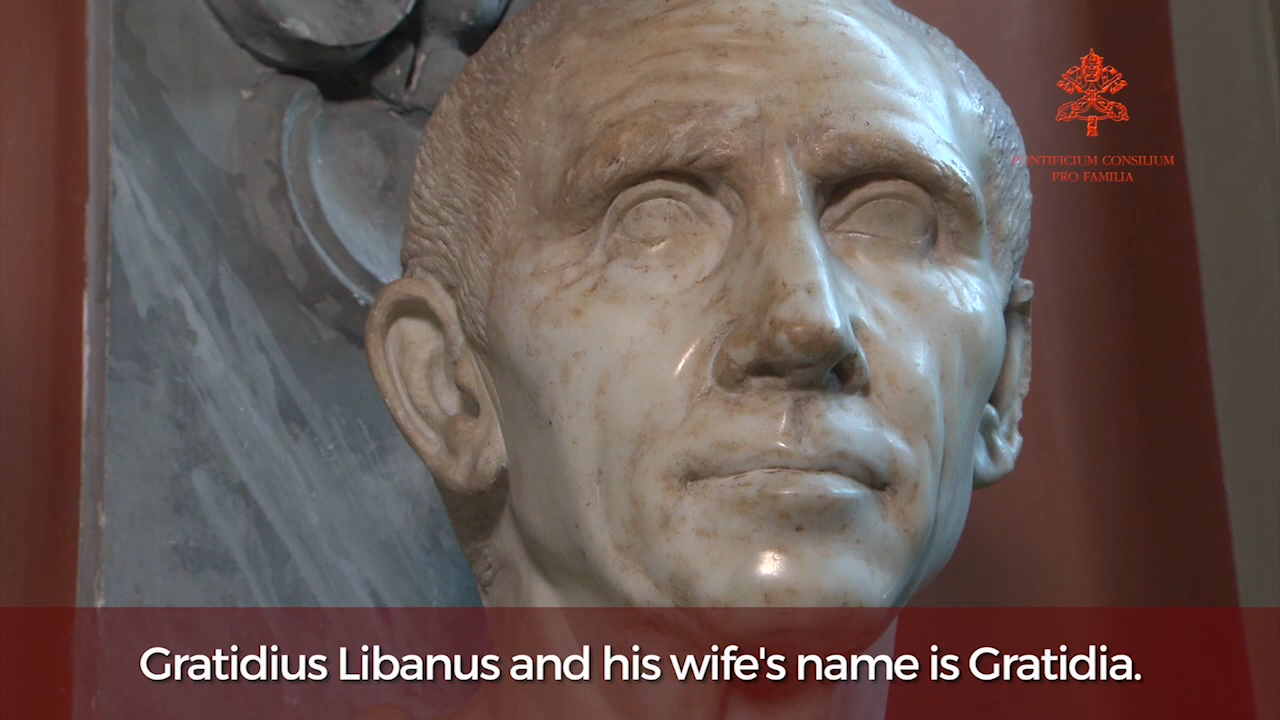 PONTIFICIUM CONSILIUM
PRO FAMILIA
Gratidius Libanus and his wife's name is Gratidia.